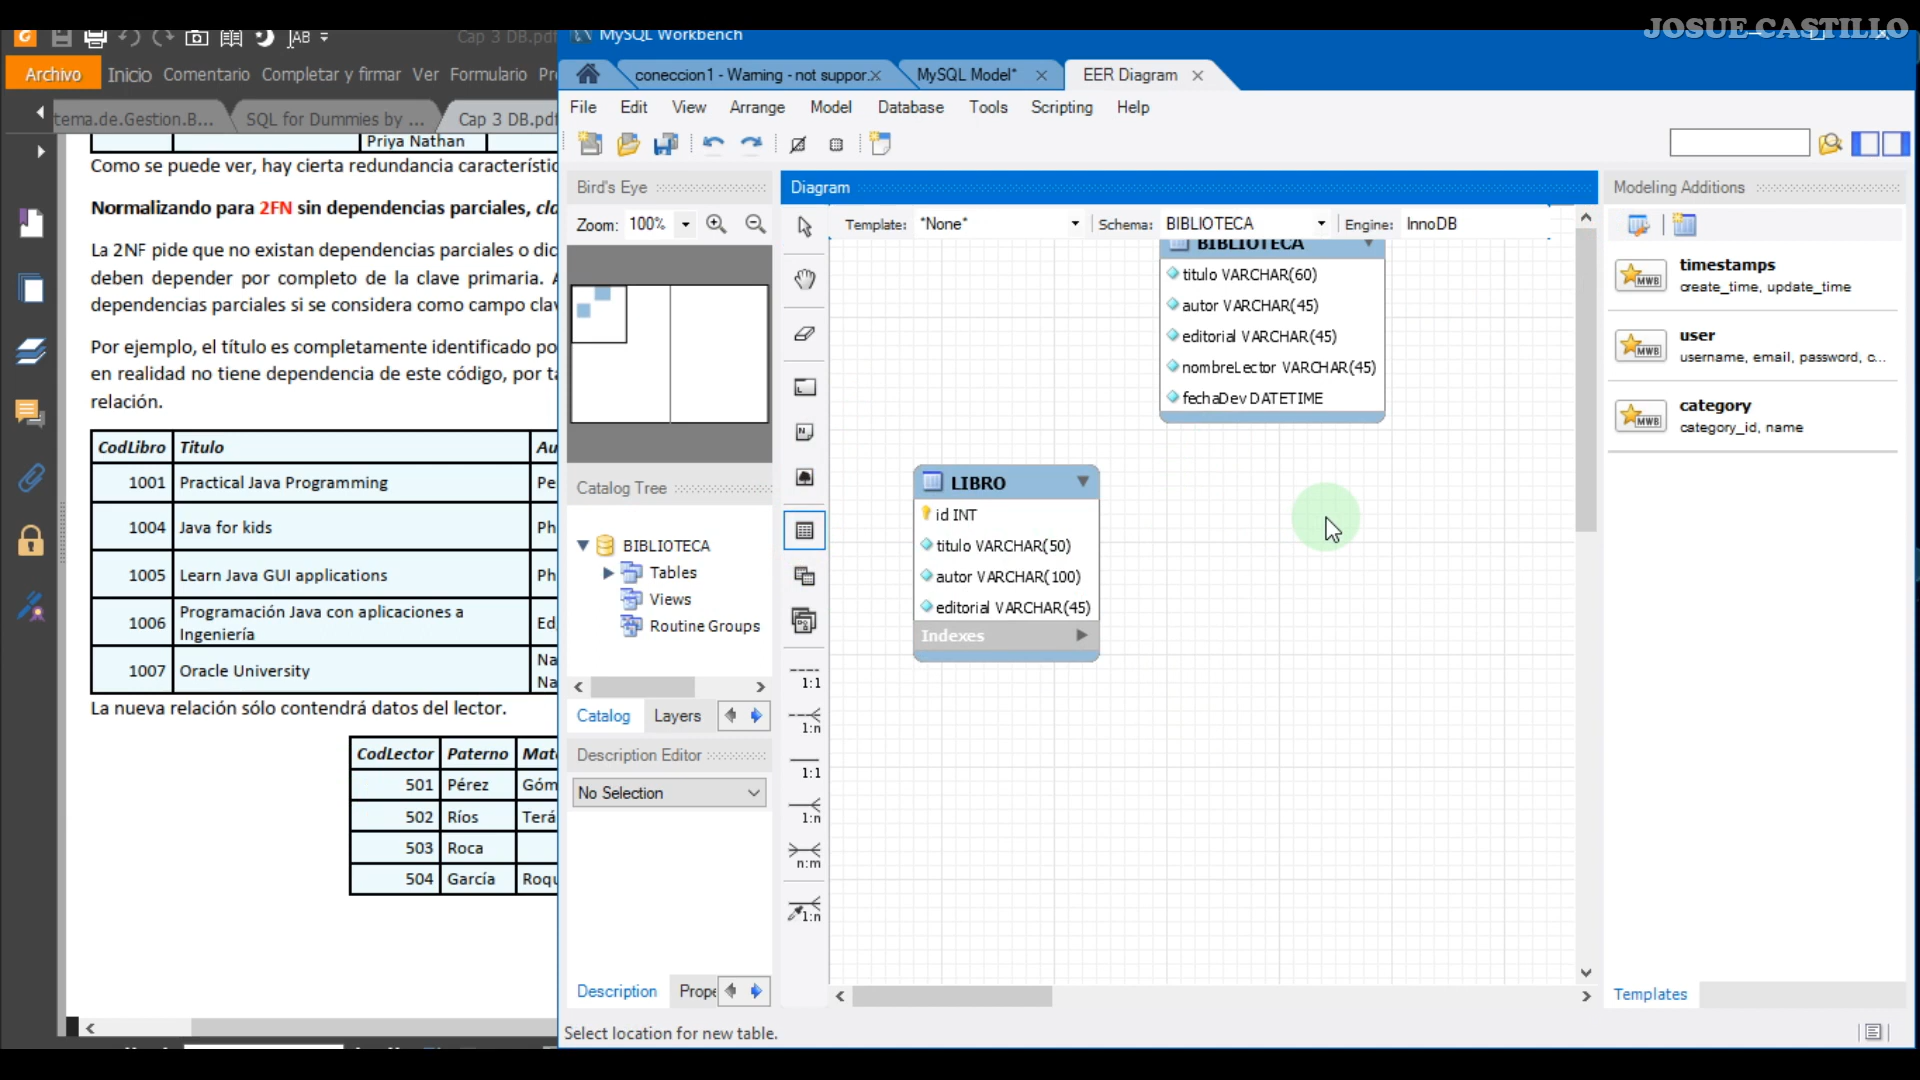 JOSUE CASTILLO
Cap 3 DB.pdf
MySQL Workbench
Archivo
Inicio
Comentario
Completar y firmar
Ver
Formulario
coneccion1 - Warning - not suppor.
MySQL Model*
EER Diagram
File
Edit
View
Arrange
Model
Database
Tools
Scripting
Help
tema.de.Gestion.B...
SQL for Dummies by ...
Cap 3 DB.pdf
Priya Nathan
Como se puede ver, hay cierta redundancia
Normalizando para 2FN sin dependencias parciales,
La 2NF pide que no existan dependencias parciales o
deben depender por completo de la clave primaria.
dependencias parciales si se considera como campo
Por ejemplo, el título es completamente identificado
en realidad no tiene dependencia de este código, por
relación.
CodLibro Titulo
1001 Practical Java Programming
1004 Java for kids
1005 Learn Java GUI applications
1006 Programación Java con aplicaciones a
Ingeniería
1007 Oracle University
La nueva relación sólo contendrá datos del lector.
CodLector Paterno
501 Pérez
502 Ríos
503 Roca
504 García
Bird's Eye
Zoom: 100%
Catalog Tree
BIBLIOTECA
Tables
Views
Routine Groups
Catalog
Layers
Description Editor
No Selection
Description
Select location for new table.
Diagram
Template: *None*
Schema: BIBLIOTECA
Engine: InnoDB
1:1
1:n
1:1
1:n
n:m
1:n
BIBLIOTECA
titulo VARCHAR(60)
autor VARCHAR(45)
editorial VARCHAR(45)
nombreLector VARCHAR(45)
fechaDev DATETIME
LIBRO
id INT
titulo VARCHAR(50)
autor VARCHAR(100)
editorial VARCHAR(45)
Indexes
Modeling Additions
timestamps
create_time, update_time
user
username, email, password, c...
category
category_id, name
Templates